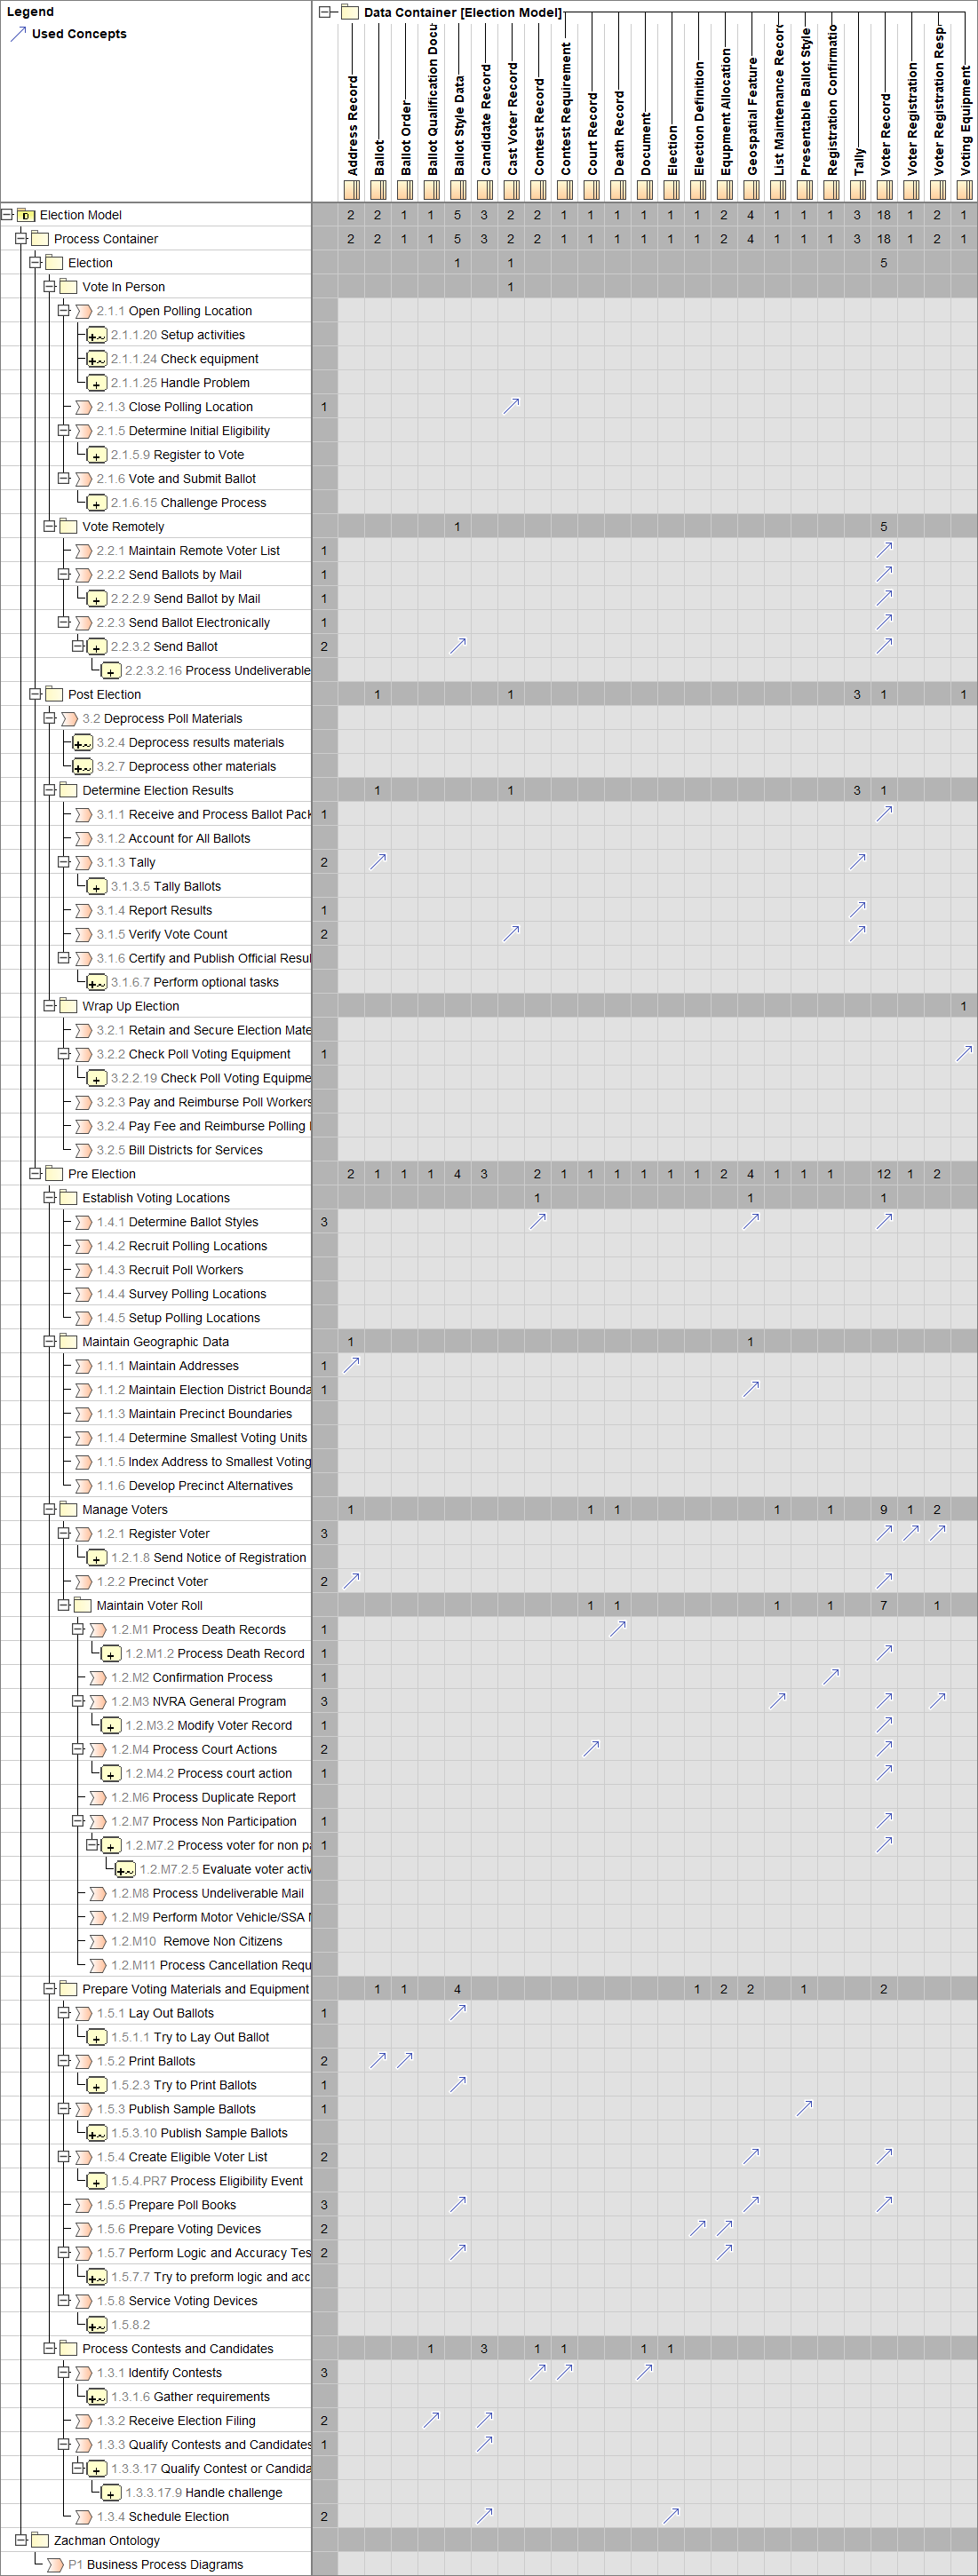 Legend
Used Concepts
Data Container [Election Model]
Address Record
Ballot
Ballot Order
Ballot Qualification Docu
Ballot Style Data
Candidate Record
Cast Voter Record
Contest Record
Contest Requirement
Court Record
Death Record
Document
Election
Election Definition
Equpment Allocation
Geospatial Feature
List Maintenance Record
Presentable Ballot Style
Registration Confirmatio
Tally
Voter Record
Voter Registration
Voter Registration Resp
Voting Equipment
Election Model 2 2 1 1 5 3 2 2 1 1 1 1 1 1 2 4 1 1 1 3 18 1 2 1
Process Container 2 2 1 1 5 3 2 2 1 1 1 1 1 1 2 4 1 1 1 3 18 1 2 1
Election 1 1 5
Vote In Person 1
2.1.1 Open Polling Location
2.1.1.20 Setup activities
2.1.1.24 Check equipment
2.1.1.25 Handle Problem
2.1.3 Close Polling Location 1
2.1.5 Determine Initial Eligibility
2.1.5.9 Register to Vote
2.1.6 Vote and Submit Ballot
2.1.6.15 Challenge Process
Vote Remotely 1 5
2.2.1 Maintain Remote Voter List 1
2.2.2 Send Ballots by Mail 1
2.2.2.9 Send Ballot by Mail 1
2.2.3 Send Ballot Electronically 1
2.2.3.2 Send Ballot 2
2.2.3.2.16 Process Undeliverable
Post Election 1 1 3 1 1
3.2 Deprocess Poll Materials
3.2.4 Deprocess results materials
3.2.7 Deprocess other materials
Determine Election Results 1 1 3 1
3.1.1 Receive and Process Ballot Pack 1
3.1.2 Account for All Ballots
3.1.3 Tally 2
3.1.3.5 Tally Ballots
3.1.4 Report Results 1
3.1.5 Verify Vote Count 2
3.1.6 Certify and Publish Official Resul
3.1.6.7 Perform optional tasks
Wrap Up Election 1
3.2.1 Retain and Secure Election Mate
3.2.2 Check Poll Voting Equipment 1
3.2.2.19 Check Poll Voting Equipme
3.2.3 Pay and Reimburse Poll Workers
3.2.4 Pay Fee and Reimburse Polling
3.2.5 Bill Districts for Services
Pre Election 2 1 1 1 4 3 2 1 1 1 1 1 1 2 4 1 1 1 12 1 2
Establish Voting Locations 1 1 1
1.4.1 Determine Ballot Styles 3
1.4.2 Recruit Polling Locations
1.4.3 Recruit Poll Workers
1.4.4 Survey Polling Locations
1.4.5 Setup Polling Locations
Maintain Geographic Data 1 1
1.1.1 Maintain Addresses 1
1.1.2 Maintain Election District Bounda 1
1.1.3 Maintain Precinct Boundaries
1.1.4 Determine Smallest Voting Units
1.1.5 Index Address to Smallest Voting
1.1.6 Develop Precinct Alternatives
Manage Voters 1 1 1 1 1 9 1 2
1.2.1 Register Voter 3
1.2.1.8 Send Notice of Registration
1.2.2 Precinct Voter 2
Maintain Voter Roll 1 1 1 1 7 1
1.2.M1 Process Death Records 1
1.2.M1.2 Process Death Record 1
1.2.M2 Confirmation Process 1
1.2.M3 NVRA General Program 3
1.2.M3.2 Modify Voter Record 1
1.2.M4 Process Court Actions 2
1.2.M4.2 Process court action 1
1.2.M6 Process Duplicate Report
1.2.M7 Process Non Participation 1
1.2.M7.2 Process voter for non pa 1
1.2.M7.2.5 Evaluate voter activ
1.2.M8 Process Undeliverable Mail
1.2.M9 Perform Motor Vehicle/SSA
1.2.M10 Remove Non Citizens
1.2.M11 Process Cancellation Requ
Prepare Voting Materials and Equipment 1 1 4 1 2 2 1 2
1.5.1 Lay Out Ballots 1
1.5.1.1 Try to Lay Out Ballot
1.5.2 Print Ballots 2
1.5.2.3 Try to Print Ballots 1
1.5.3 Publish Sample Ballots 1
1.5.3.10 Publish Sample Ballots
1.5.4 Create Eligible Voter List 2
1.5.4.PR7 Process Eligibility Event
1.5.5 Prepare Poll Books 3
1.5.6 Prepare Voting Devices 2
1.5.7 Perform Logic and Accuracy Tes 2
1.5.7.7 Try to preform logic and acc
1.5.8 Service Voting Devices
1.5.8.2
Process Contests and Candidates 1 3 1 1 1 1
1.3.1 Identify Contests 3
1.3.1.6 Gather requirements
1.3.2 Receive Election Filing 2
1.3.3 Qualify Contests and Candidates 1
1.3.3.17 Qualify Contest or Candida
1.3.3.17.9 Handle challenge
1.3.4 Schedule Election 2
Zachman Ontology
P1 Business Process Diagrams